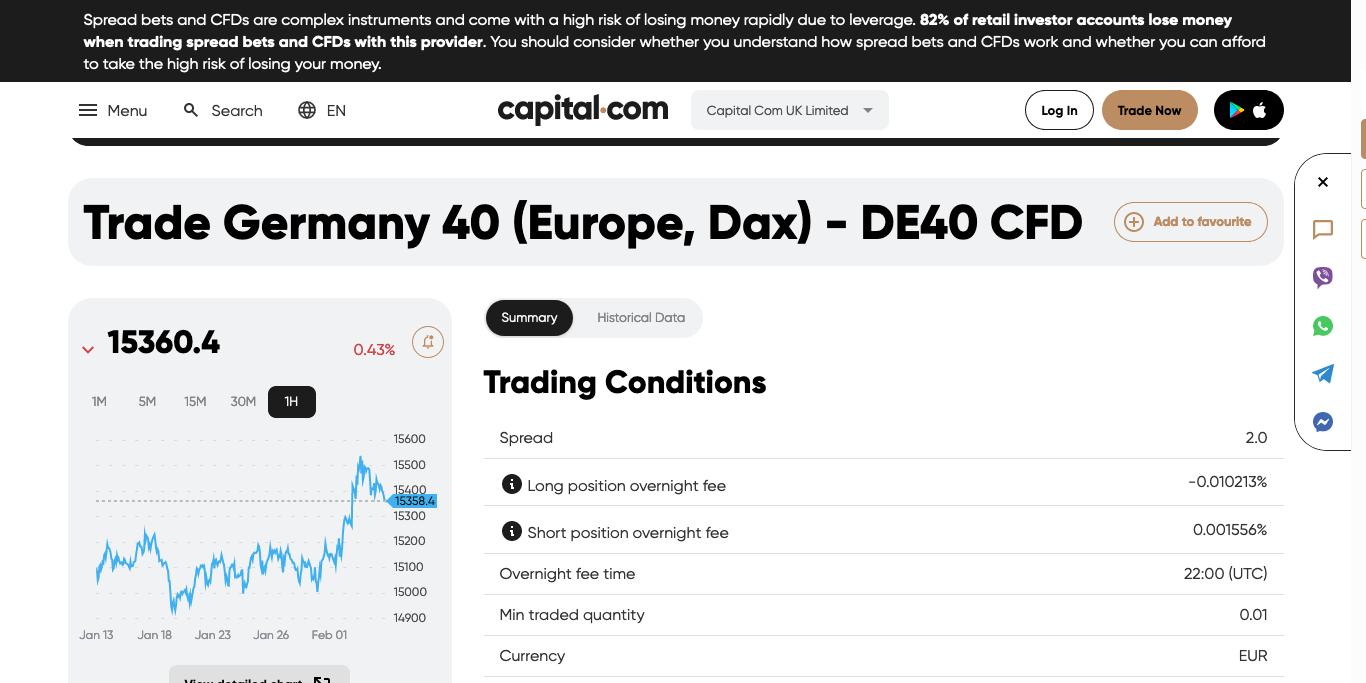 Spread bets and CFDs are complex instruments and come with a high risk of losing money rapidly due to leverage. 82% of retail investor accounts lose money
when trading spread bets and CFDs with this provider. You should consider whether you understand how spread bets and CFDs work and whether you can afford
to take the high risk of losing your money.
Menu
Search
EN
capital.com
Capital Com UK Limited
Log In
Trade Now
Trade Germany 40 (Europe, Dax) - DE40 CFD
Add to favourite
15360.4
0.43%
1M
5M
15M
30M
1H
15600
15500
15400
15358.4
15300
15200
15100
15000
14900
Jan 13
Jan 18
Jan 23
Jan 26
Feb 01
View detailed chart
Summary
Historical Data
Trading Conditions
Spread
2.0
Long position overnight fee
-0.010213%
Short position overnight fee
0.001556%
Overnight fee time
22:00 (UTC)
Min traded quantity
0.01
Currency
EUR